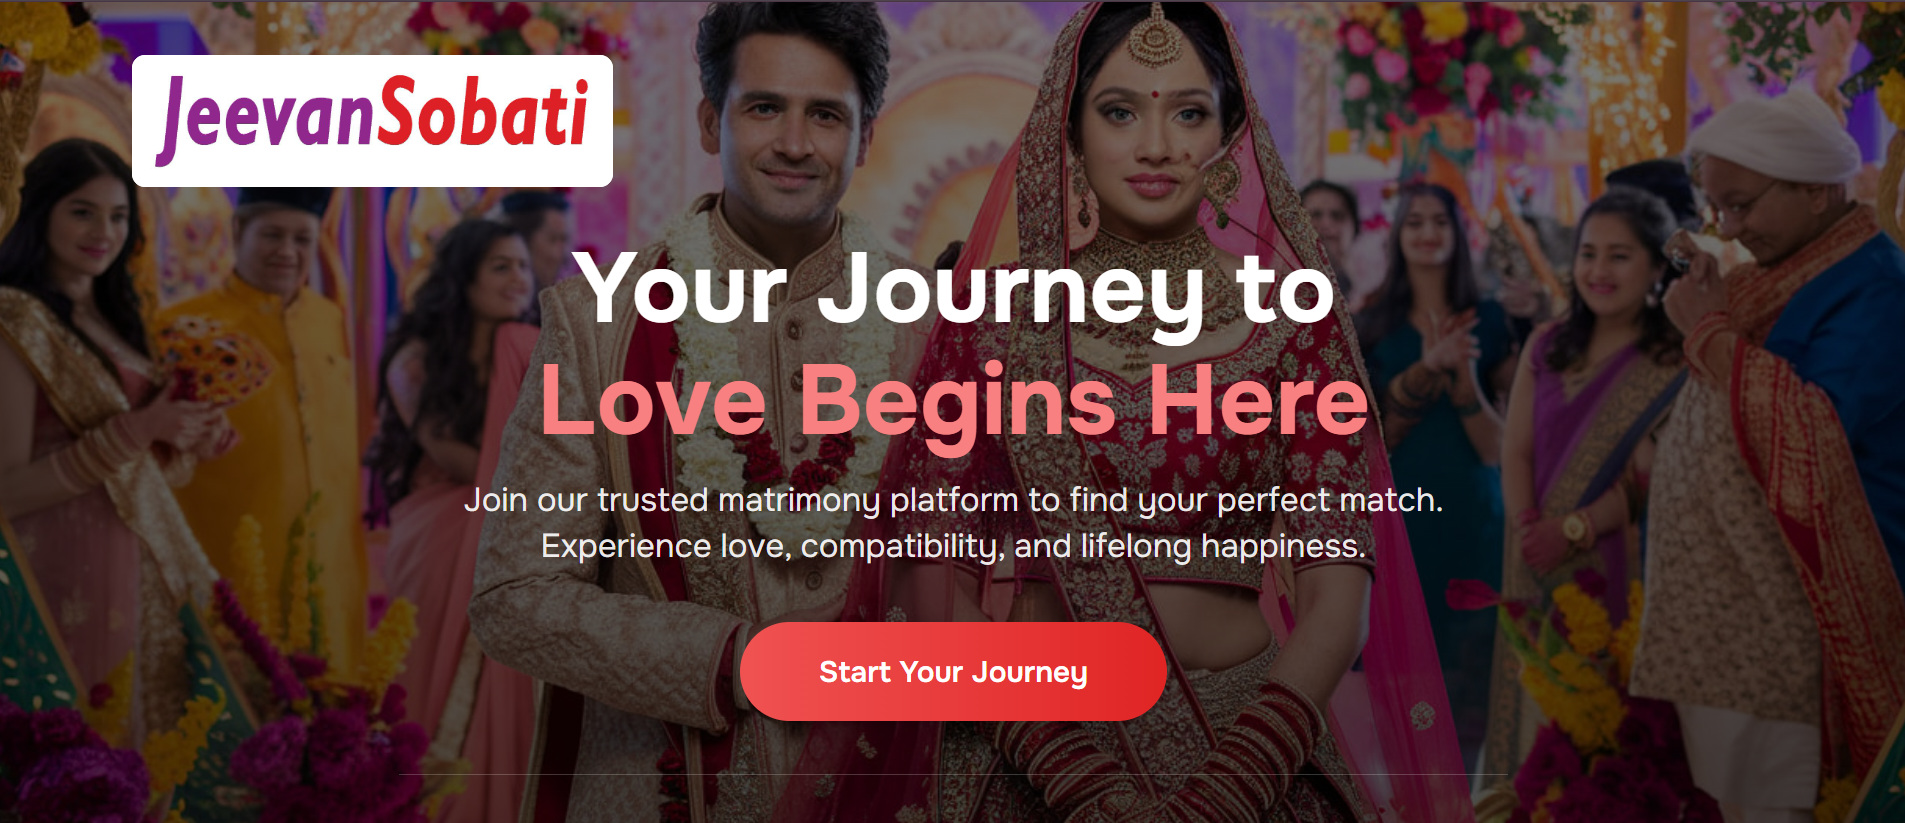 JeevanSobati
Your Journey to
Love Begins Here
Join our trusted matrimony platform to find your perfect match.
Experience love, compatibility, and lifelong happiness.
Start Your Journey